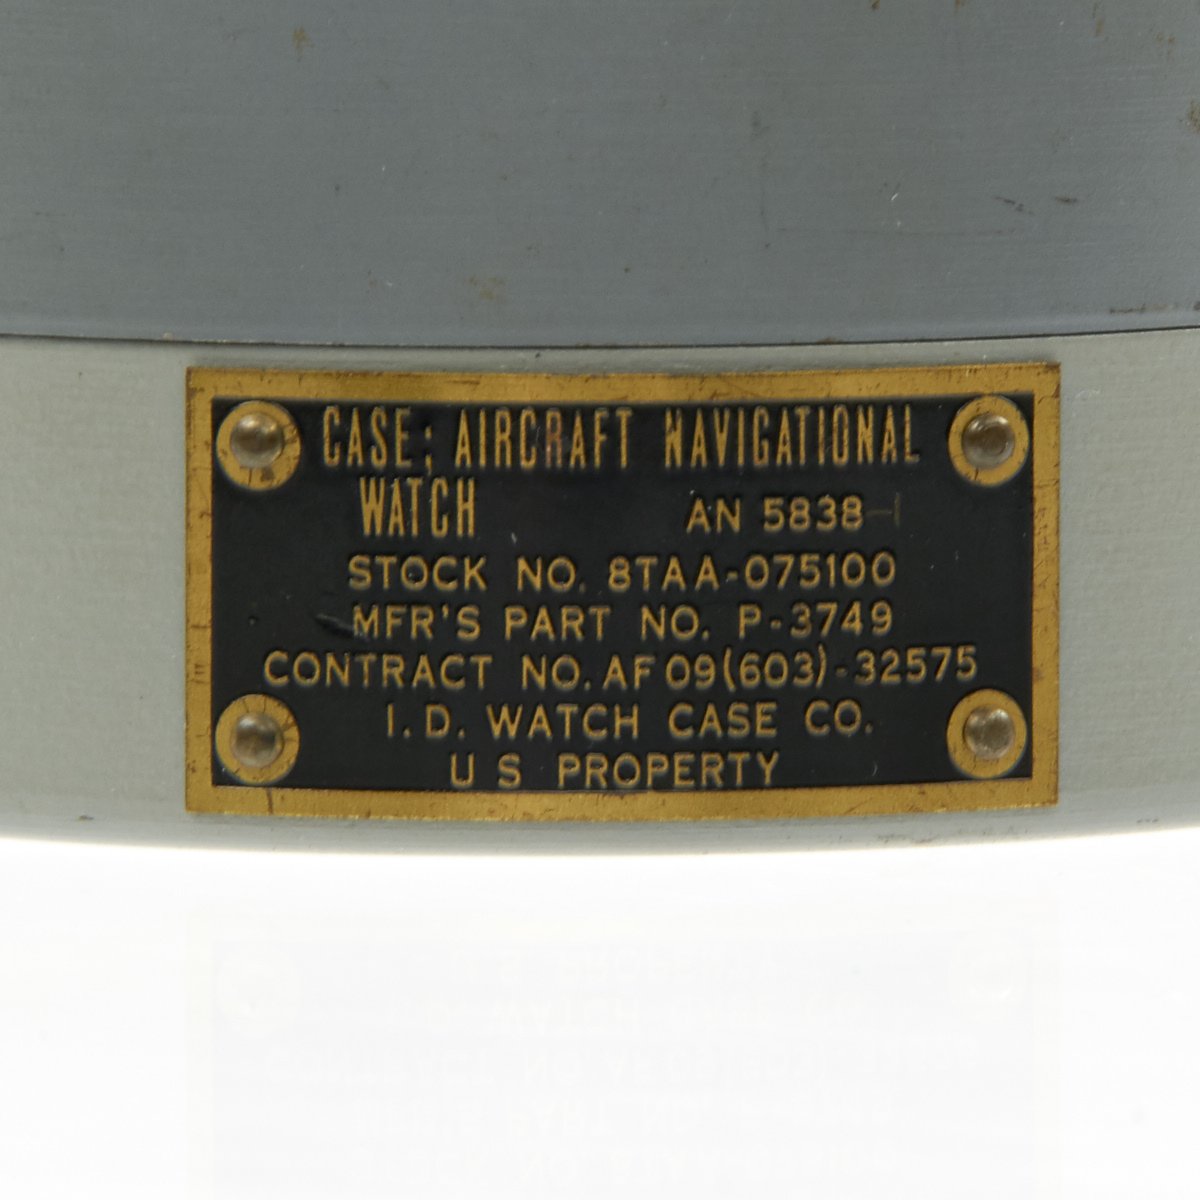 CASE; AIRCRAFT NAVIGATIONAL
WATCH AN 5838-1
STOCK NO. 8TAA-075100
MFR'S PART NO. P-3749
CONTRACT NO. AF 09(603)-32575
I. D. WATCH CASE CO.
U S PROPERTY